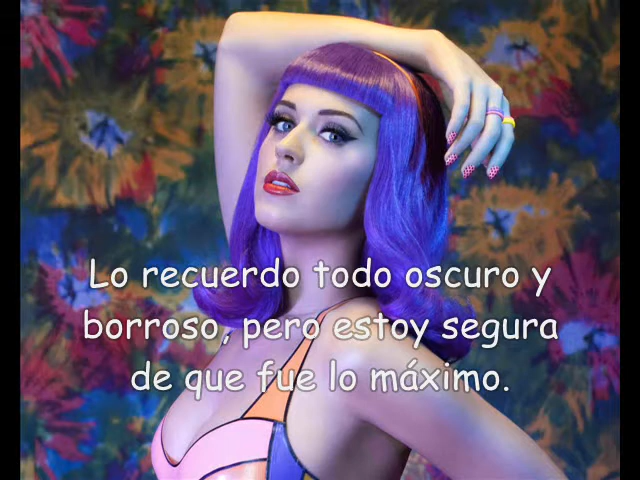 Lo recuerdo todo oscuro y
borroso, pero estoy segura
de que fue lo máximo.